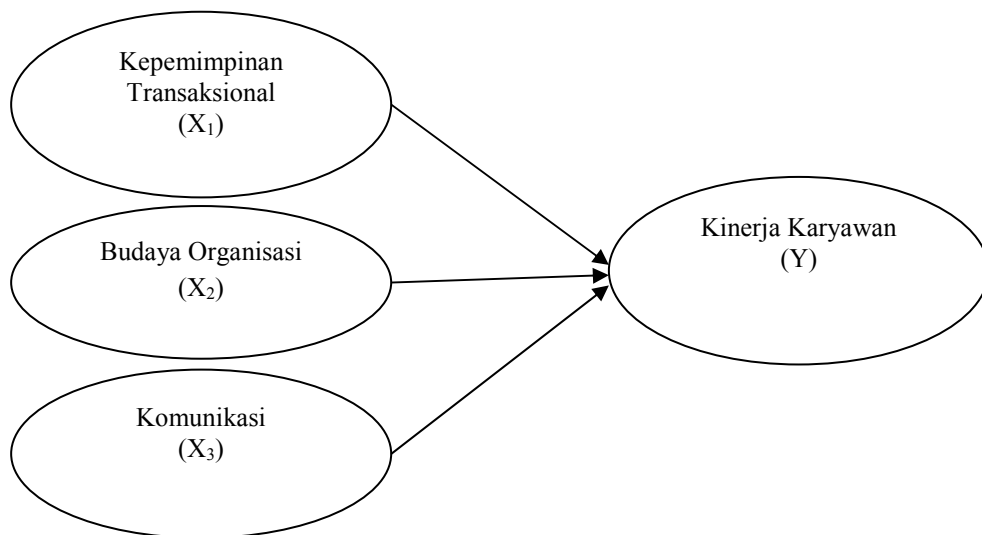 Kepemimpinan
Transaksional
(X₁)
Budaya Organisasi
(X₂)
Komunikasi
(X₃)
Kinerja Karyawan
(Y)